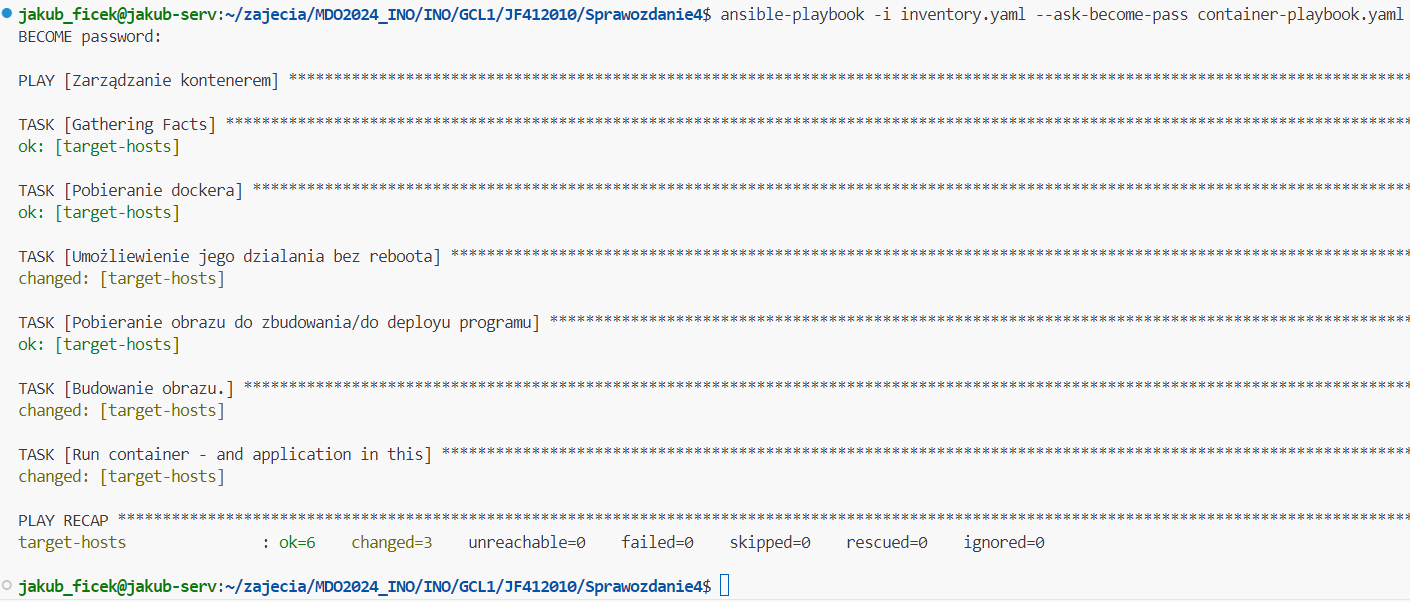 jakub_ficek@jakub-serv:~/zajecia/MDO2024_INO/INO/GCL1/JF412010/Sprawozdanie4$ ansible-playbook -i inventory.yaml --ask-become-pass container-playbook.yaml
BECOME password:
PLAY [Zarządzanie kontenerem] ****************************************************************************************************************************
TASK [Gathering Facts] ***********************************************************************************************************************************
ok: [target-hosts]
TASK [Pobieranie dockera] ********************************************************************************************************************************
ok: [target-hosts]
TASK [Umożliewienie jego dzialania bez reboota] **********************************************************************************************************
changed: [target-hosts]
TASK [Pobieranie obrazu do zbudowania/do deployu programu] ***********************************************************************************************
ok: [target-hosts]
TASK [Budowanie obrazu.] *********************************************************************************************************************************
changed: [target-hosts]
TASK [Run container - and application in this] ***********************************************************************************************************
changed: [target-hosts]
PLAY RECAP ***********************************************************************************************************************************************
target-hosts               : ok=6    changed=3    unreachable=0    failed=0    skipped=0    rescued=0    ignored=0
jakub_ficek@jakub-serv:~/zajecia/MDO2024_INO/INO/GCL1/JF412010/Sprawozdanie4$